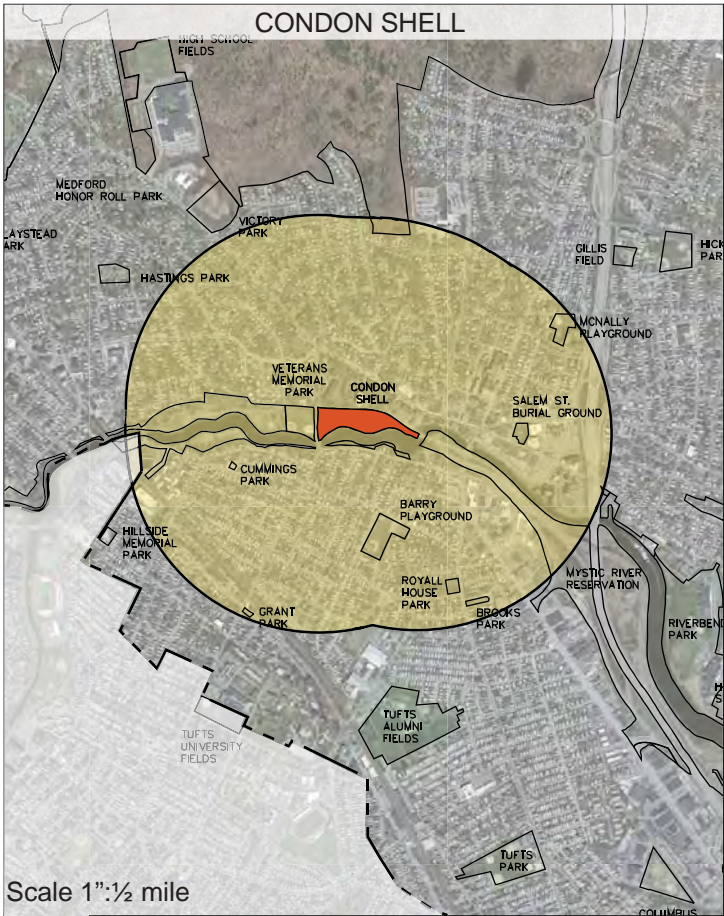 CONDON SHELL
HIGH SCHOOL
FIELDS
MEDFORD
HONOR ROLL PARK
LAYSTEAD
ARK
VICTORY
PARK
GILLIS
FIELD
HICK
PAR
HASTINGS PARK
MCNALLY
PLAYGROUND
VETERANS
MEMORIAL
PARK
CONDON
SHELL
SALEM ST.
BURIAL GROUND
CUMMINGS
PARK
BARRY
PLAYGROUND
HILLSIDE
MEMORIAL
PARK
ROYALL
HOUSE
PARK
MYSTIC RIVER
RESERVATION
GRANT
PARK
BROOKS
PARK
RIVERBEND
PARK
H
S
TUFTS
ALUMNI
FIELDS
TUFTS
UNIVERSITY
FIELDS
TUFTS
PARK
Scale 1”:½ mile
COLUMBUS